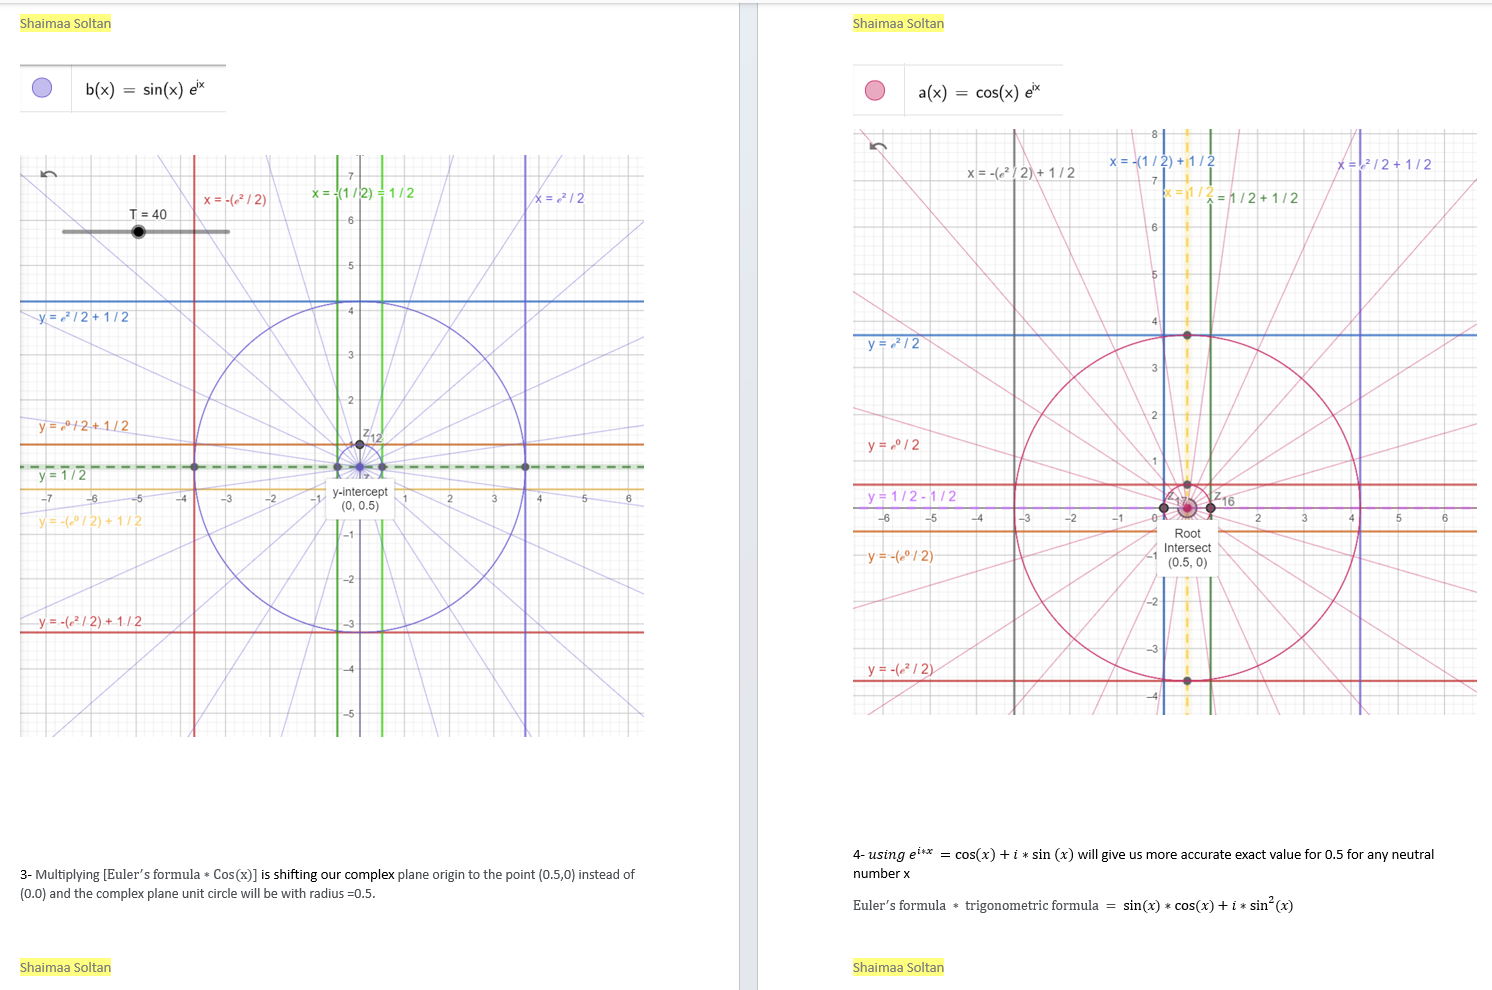 Shaimaa Soltan
b(x) = sin(x) e^ix
T = 40
x = -(e² / 2)
x = -(1 / 2) = 1 / 2
x = e² / 2
y = e² / 2 + 1 / 2
y = e⁰ / 2 + 1 / 2
y = 1 / 2
y = -(e⁰ / 2) + 1 / 2
y = -(e² / 2) + 1 / 2
7
6
5
4
3
2
z12
-7 -6 -5 -4 -3 -2 -1 1 4 5 6
y-intercept
(0, 0.5)
-1
-2
-3
-4
-5
3- Multiplying [Euler's formula * Cos(x)] is shifting our complex plane origin to the point (0.5,0) instead of
(0.0) and the complex plane unit circle will be with radius =0.5.
Shaimaa Soltan
Shaimaa Soltan
a(x) = cos(x) e^ix
x = -(e² / 2) + 1 / 2
x = -(1 / 2) + 1 / 2
x = 1 / 2
x = 1 / 2 + 1 / 2
x = e² / 2 + 1 / 2
y = e² / 2
y = e⁰ / 2
y = 1 / 2 - 1 / 2
y = -(e⁰ / 2)
y = -(e² / 2)
8
7
6
5
4
3
2
1
z17 z16
-6 -5 -4 -3 -2 -1 0 2 3 4 5 6
Root
Intersect
(0.5, 0)
-1
-2
-3
-4
4- using e^i*x = cos(x) + i * sin (x) will give us more accurate exact value for 0.5 for any neutral
number x
Euler's formula * trigonometric formula = sin(x) * cos(x) + i * sin²(x)
Shaimaa Soltan